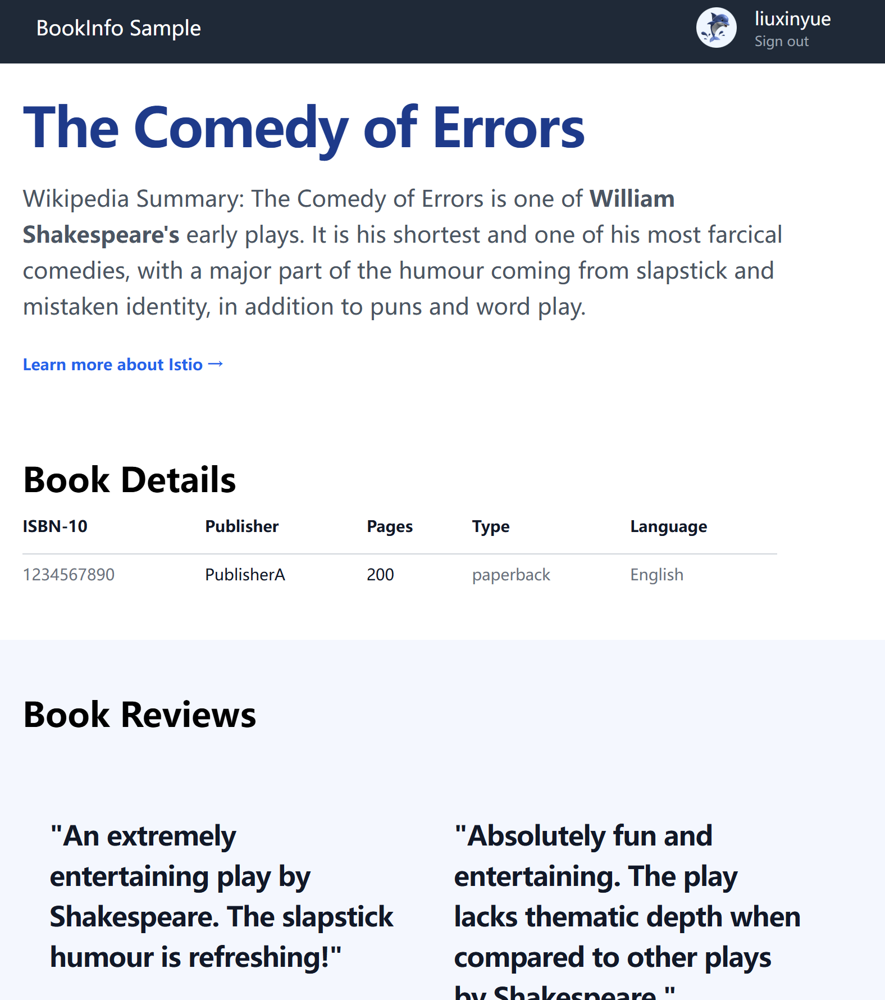 BookInfo Sample
liuxinyue
Sign out
The Comedy of Errors
Wikipedia Summary: The Comedy of Errors is one of William
Shakespeare's early plays. It is his shortest and one of his most farcical
comedies, with a major part of the humour coming from slapstick and
mistaken identity, in addition to puns and word play.
Learn more about Istio →
Book Details
ISBN-10 Publisher Pages Type Language
1234567890 PublisherA 200 paperback English
Book Reviews
"An extremely
entertaining play by
Shakespeare. The slapstick
humour is refreshing!"
"Absolutely fun and
entertaining. The play
lacks thematic depth when
compared to other plays
by Shakespeare."